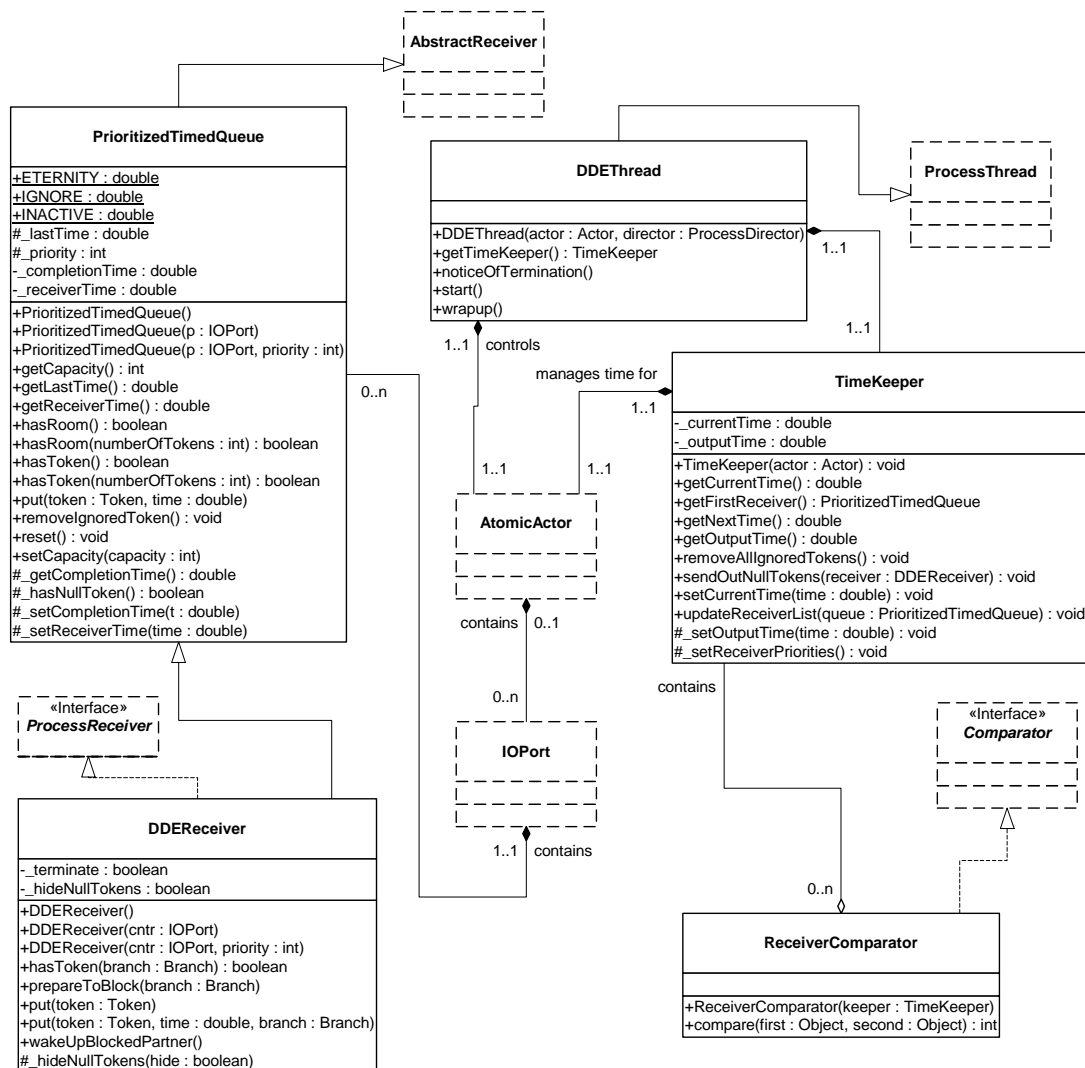 AbstractReceiver
PrioritizedTimedQueue
+ETERNITY : double
+IGNORE : double
+INACTIVE : double
#_lastTime : double
#_priority : int
-_completionTime : double
-_receiverTime : double
+PrioritizedTimedQueue()
+PrioritizedTimedQueue(p : IOPort)
+PrioritizedTimedQueue(p : IOPort, priority : int)
+getCapacity() : int
+getLastTime() : double
+getReceiverTime() : double
+hasRoom() : boolean
+hasRoom(numberOfTokens : int) : boolean
+hasToken() : boolean
+hasToken(numberOfTokens : int) : boolean
+put(token : Token, time : double)
+removeIgnoredToken() : void
+reset() : void
+setCapacity(capacity : int)
#_getCompletionTime() : double
#_hasNullToken() : boolean
#_setCompletionTime(t : double)
#_setReceiverTime(time : double)
DDEThread
+DDEThread(actor : Actor, director : ProcessDirector)
+getTimeKeeper() : TimeKeeper
+noticeOfTermination()
+start()
+wrapup()
ProcessThread
1..1
1..1
1..1
controls
0..n
manages time for
1..1
1..1
1..1
TimeKeeper
-_currentTime : double
-_outputTime : double
+TimeKeeper(actor : Actor) : void
+getCurrentTime() : double
+getFirstReceiver() : PrioritizedTimedQueue
+getNextTime() : double
+getOutputTime() : double
+removeAllIgnoredTokens() : void
+sendOutNullTokens(receiver : DDEReceiver) : void
+setCurrentTime(time : double) : void
+updateReceiverList(queue : PrioritizedTimedQueue) : void
#_setOutputTime(time : double) : void
#_setReceiverPriorities() : void
AtomicActor
contains
0..1
0..n
IOPort
1..1
contains
contains
0..n
«Interface»
ProcessReceiver
«Interface»
Comparator
DDEReceiver
-_terminate : boolean
-_hideNullTokens : boolean
+DDEReceiver()
+DDEReceiver(cntr : IOPort)
+DDEReceiver(cntr : IOPort, priority : int)
+hasToken(branch : Branch) : boolean
+prepareToBlock(branch : Branch)
+put(token : Token)
+put(token : Token, time : double, branch : Branch)
+wakeUpBlockedPartner()
#_hideNullTokens(hide : boolean)
ReceiverComparator
+ReceiverComparator(keeper : TimeKeeper)
+compare(first : Object, second : Object) : int